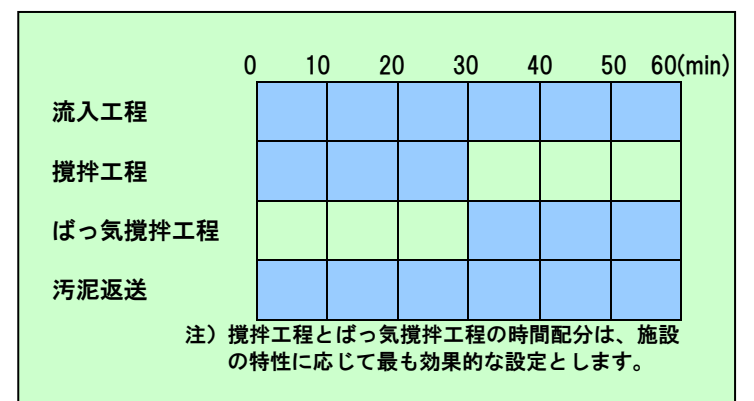 0 10 20 30 40 50 60(min)
流入工程
撹拌工程
ばっ気撹拌工程
汚泥返送
注）撹拌工程とばっ気撹拌工程の時間配分は、施設
の特性に応じて最も効果的な設定とします。